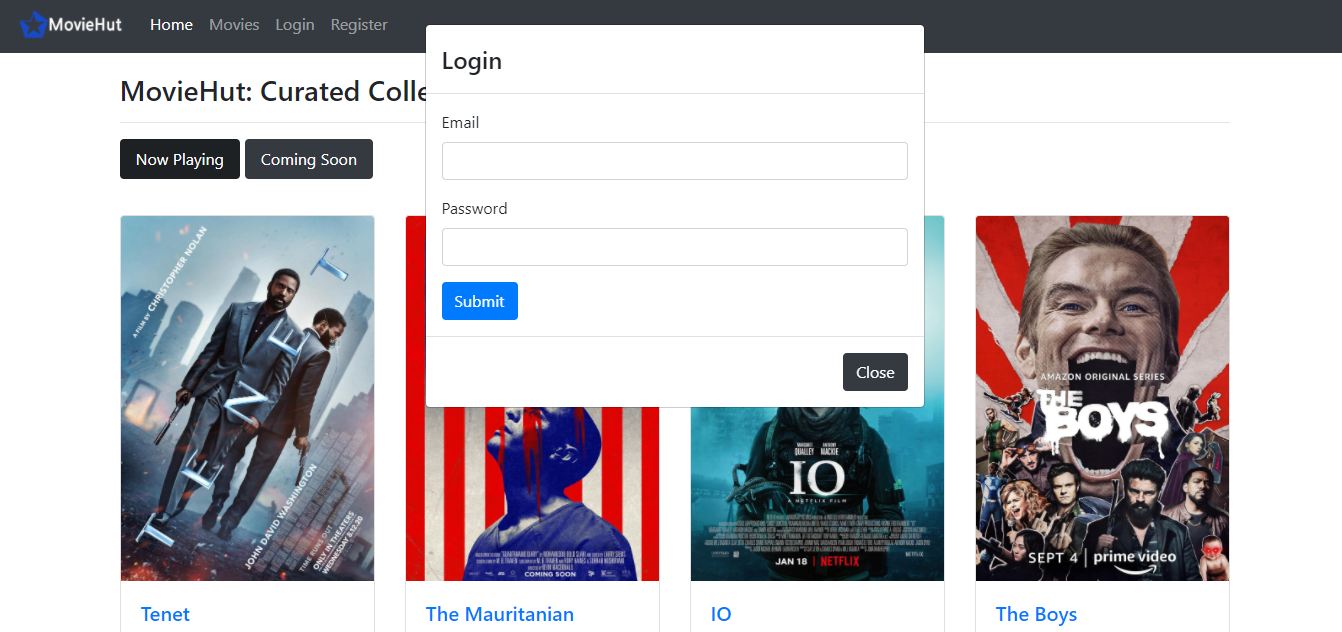 MovieHut Home Movies Login Register
Login
MovieHut: Curated Colle
Email
Now Playing Coming Soon
Password
Submit
Close
A FILM BY CHRISTOPHER NOLAN
TENET
JOHN DAVID WASHINGTON
TIME RUNS OUT
ONLY IN THEATERS
WEDNESDAY 8.12.20
COMING SOON
MARGARET QUALLEY ANTHONY MACKIE
IO
A NETFLIX FILM
JAN 18 | NETFLIX
AMAZON ORIGINAL SERIES
THE
BOYS
SEPT 4 | prime video
Tenet
The Mauritanian
IO
The Boys